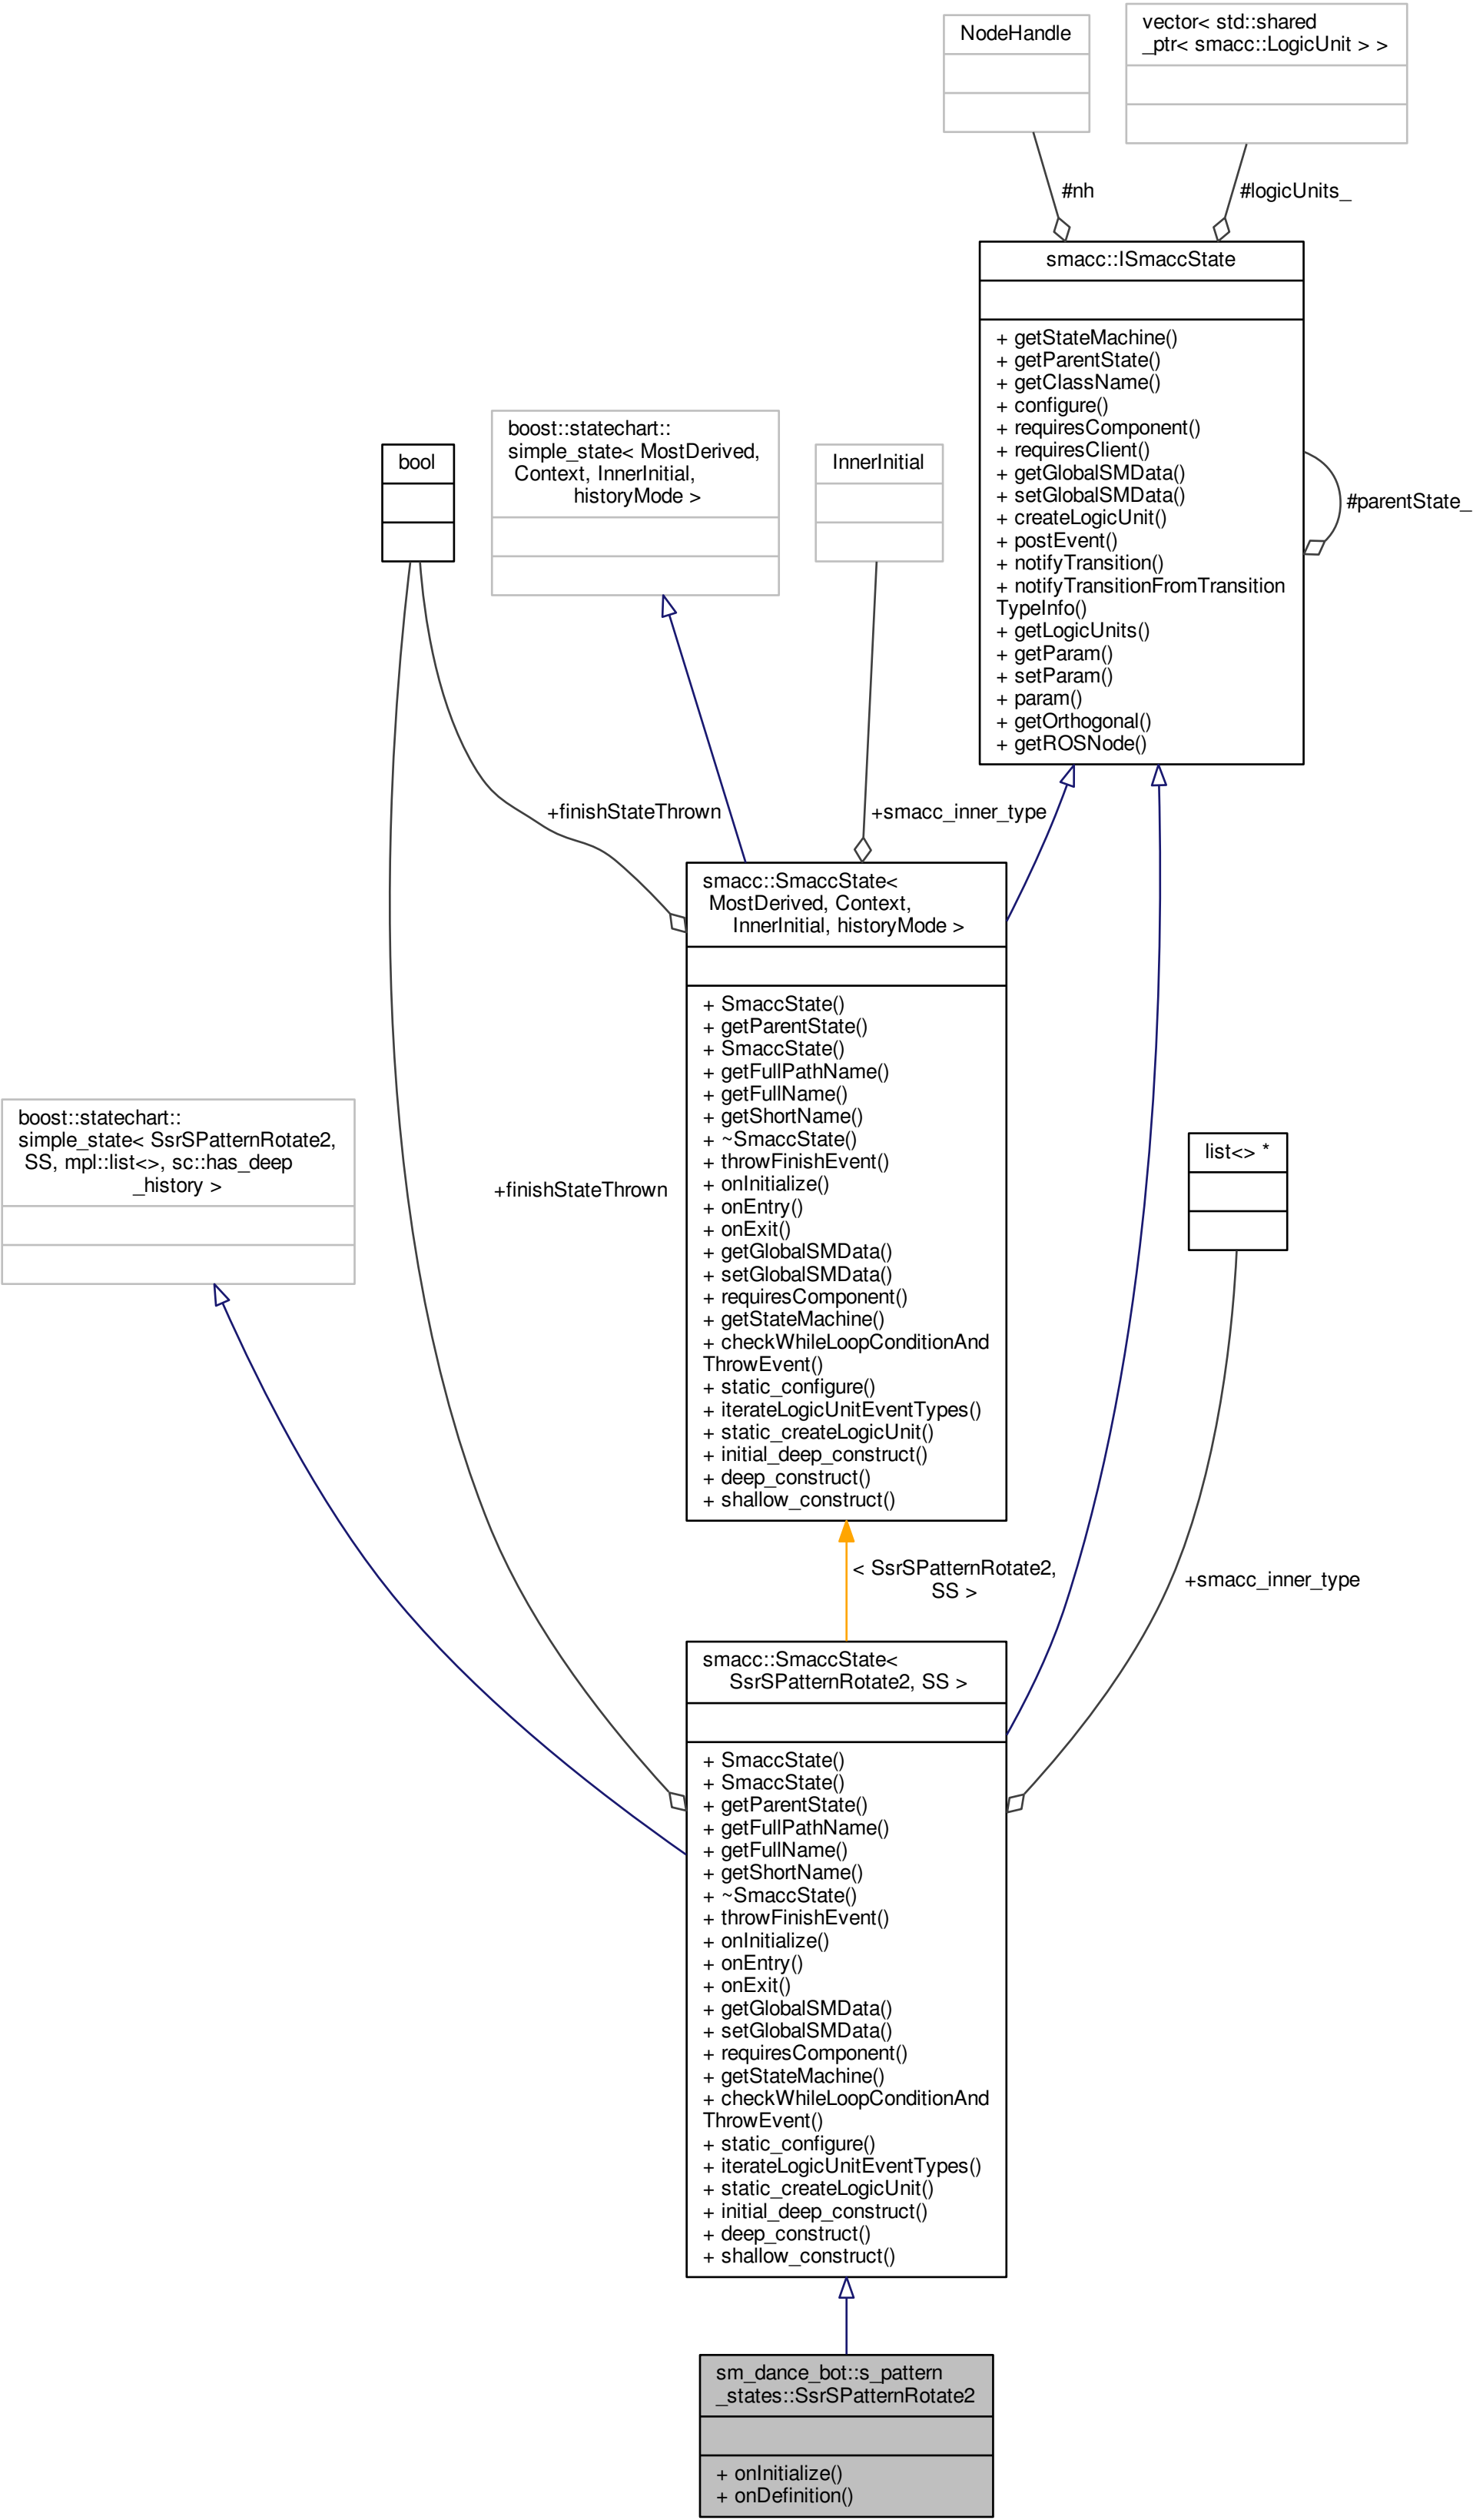 NodeHandle
vector< std::shared
_ptr< smacc::LogicUnit > >
#nh
#logicUnits_
smacc::ISmaccState
+ getStateMachine()
+ getParentState()
+ getClassName()
+ configure()
+ requiresComponent()
+ requiresClient()
+ getGlobalSMData()
+ setGlobalSMData()
+ createLogicUnit()
+ postEvent()
+ notifyTransition()
+ notifyTransitionFromTransition
TypeInfo()
+ getLogicUnits()
+ getParam()
+ setParam()
+ param()
+ getOrthogonal()
+ getROSNode()
#parentState_
bool
boost::statechart::
simple_state< MostDerived,
Context, InnerInitial,
historyMode >
InnerInitial
+finishStateThrown
+smacc_inner_type
smacc::SmaccState<
MostDerived, Context,
InnerInitial, historyMode >
+ SmaccState()
+ getParentState()
+ SmaccState()
+ getFullPathName()
+ getFullName()
+ getShortName()
+ ~SmaccState()
+ throwFinishEvent()
+ onInitialize()
+ onEntry()
+ onExit()
+ getGlobalSMData()
+ setGlobalSMData()
+ requiresComponent()
+ getStateMachine()
+ checkWhileLoopConditionAnd
ThrowEvent()
+ static_configure()
+ iterateLogicUnitEventTypes()
+ static_createLogicUnit()
+ initial_deep_construct()
+ deep_construct()
+ shallow_construct()
boost::statechart::
simple_state< SsrSPatternRotate2,
SS, mpl::list<>, sc::has_deep
_history >
+finishStateThrown
list<> *
< SsrSPatternRotate2,
SS >
+smacc_inner_type
smacc::SmaccState<
SsrSPatternRotate2, SS >
+ SmaccState()
+ SmaccState()
+ getParentState()
+ getFullPathName()
+ getFullName()
+ getShortName()
+ ~SmaccState()
+ throwFinishEvent()
+ onInitialize()
+ onEntry()
+ onExit()
+ getGlobalSMData()
+ setGlobalSMData()
+ requiresComponent()
+ getStateMachine()
+ checkWhileLoopConditionAnd
ThrowEvent()
+ static_configure()
+ iterateLogicUnitEventTypes()
+ static_createLogicUnit()
+ initial_deep_construct()
+ deep_construct()
+ shallow_construct()
sm_dance_bot::s_pattern
_states::SsrSPatternRotate2
+ onInitialize()
+ onDefinition()